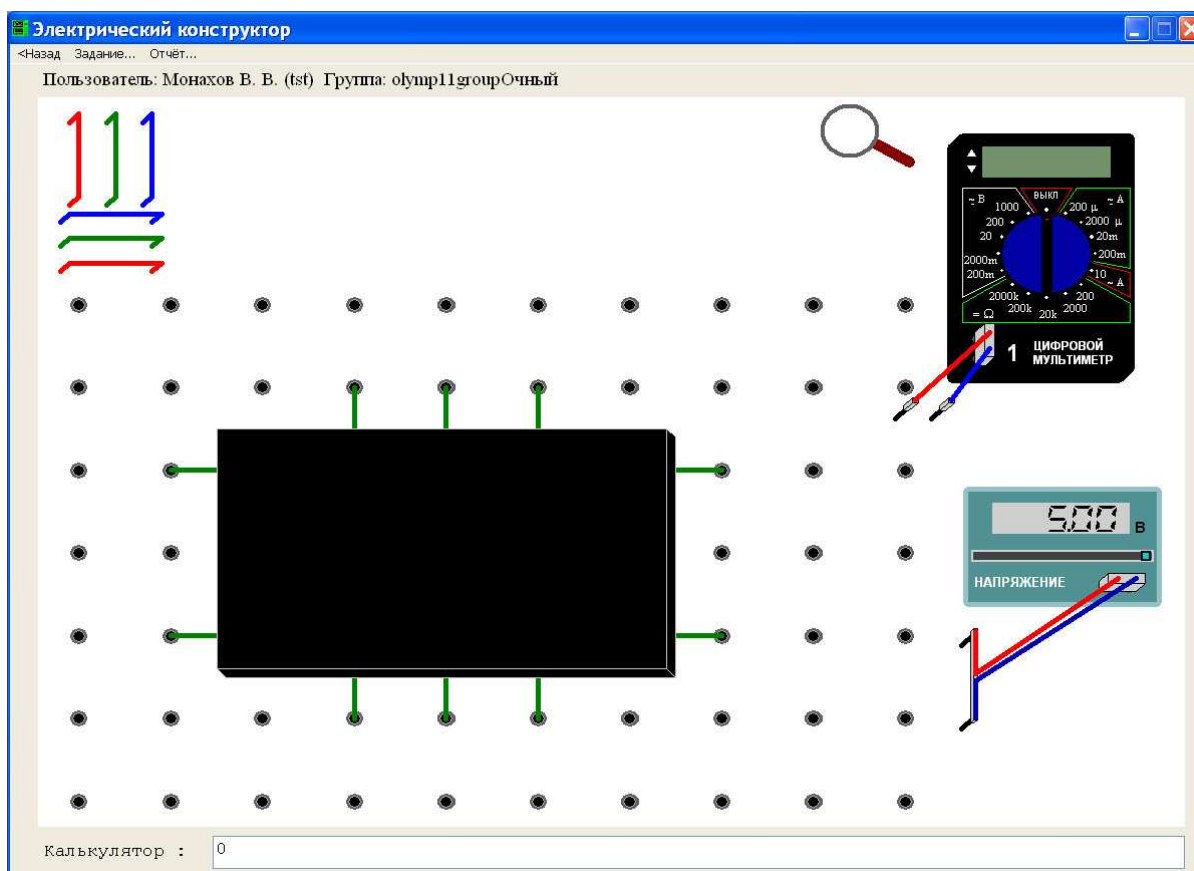 Электрический конструктор
<Назад Задание... Отчёт...
Пользователь: Монахов В. В. (tst) Группа: olymp11groupОчный
ВЫКЛ
~ В
1000
200
20
2000m
200m
200 µ
~ А
2000 µ
20m
200m
10
~ А
2000k
200k
20k
2000
200
= Ω
1 ЦИФРОВОЙ
МУЛЬТИМЕТР
5.00 В
НАПРЯЖЕНИЕ
Калькулятор : 0